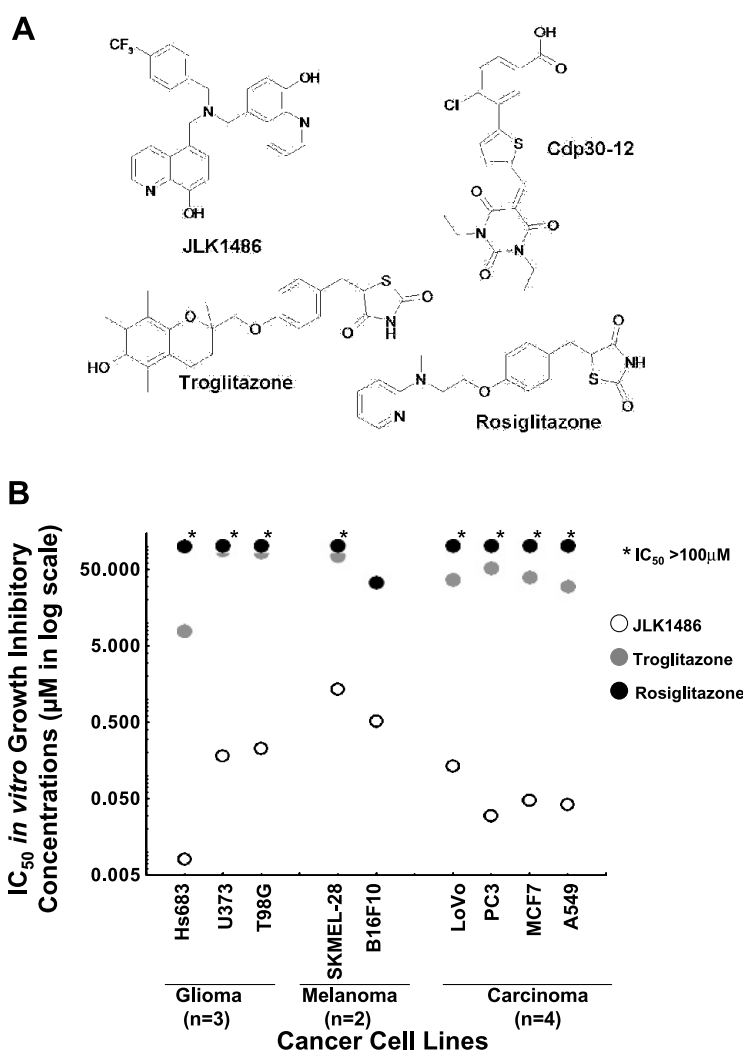 A
CF3
N
OH
N
N
OH
JLK1486
OH
O
Cl
S
Cdp30-12
O
O
N
N
O
O
S
O
O
O
O
NH
HO
Troglitazone
O
N
O
NH
S
O
N
Rosiglitazone
B
IC50 in vitro Growth Inhibitory
Concentrations (µM in log scale)
50.000
5.000
0.500
0.050
0.005
* * * * * * * *
* IC50 >100µM
JLK1486
Troglitazone
Rosiglitazone
Hs683
U373
T98G
SKMEL-28
B16F10
LoVo
PC3
MCF7
A549
Glioma
(n=3)
Melanoma
(n=2)
Carcinoma
(n=4)
Cancer Cell Lines